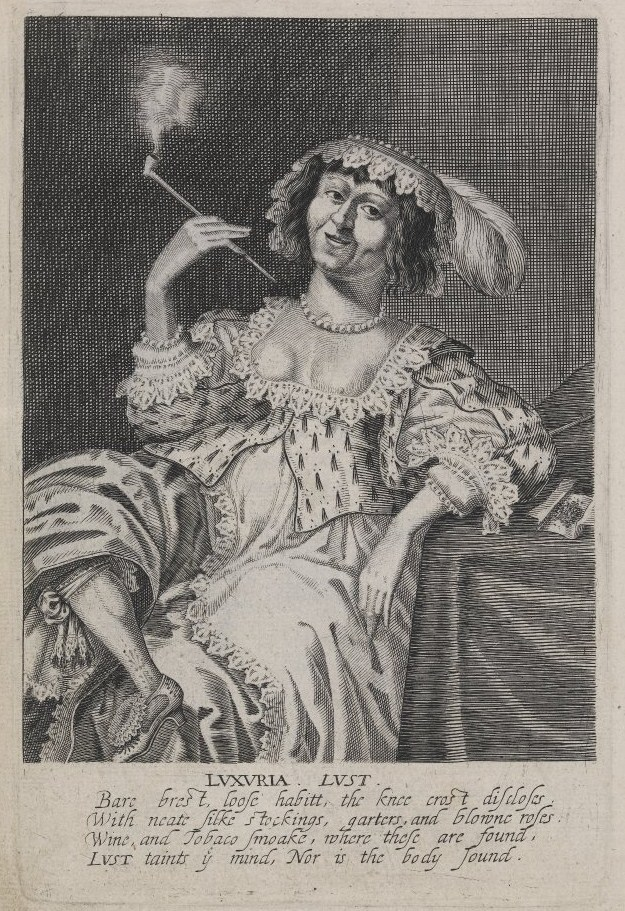 LVXVRIA . LVST .
Bare brest, loose habitt, the knee crost discloses
With neate silke stockings, garters, and blowne roses:
Wine, and Tobaco smoake, where these are found,
LVST taints ẏ mind, Nor is the body sound .